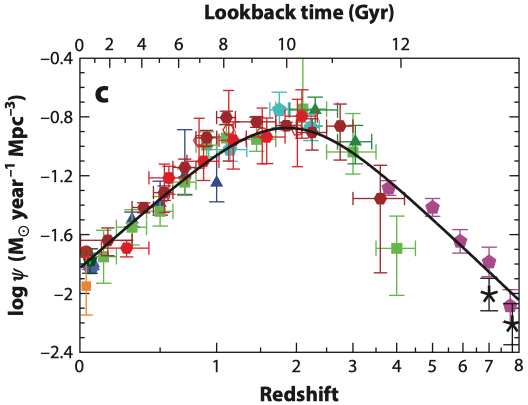 Lookback time (Gyr)
0 2 4 6 8 10 12
c
log ψ (M☉ year−1 Mpc−3)
−0.4
−0.8
−1.2
−1.6
−2
−2.4
0 1 2 3 4 5 6 7 8
Redshift